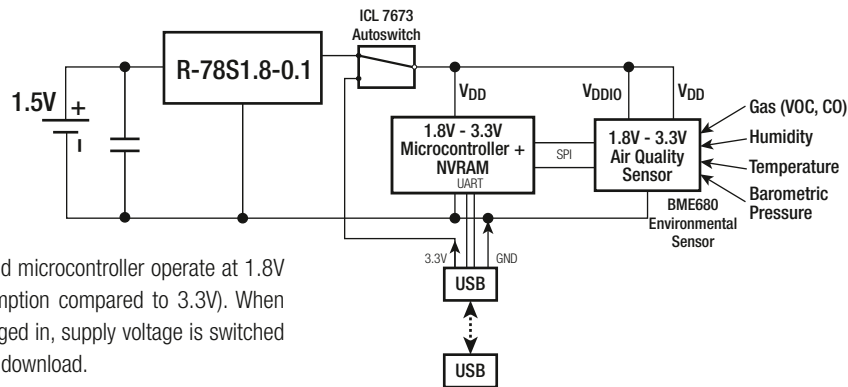 ICL 7673
Autoswitch
R-78S1.8-0.1
1.5V
+
VDD
VDDIO
VDD
1.8V - 3.3V
Microcontroller +
NVRAM
UART
SPI
1.8V - 3.3V
Air Quality
Sensor
BME680
Environmental
Sensor
Gas (VOC, CO)
Humidity
Temperature
Barometric
Pressure
3.3V
GND
USB
USB
d microcontroller operate at 1.8V
mption compared to 3.3V). When
ged in, supply voltage is switched
download.